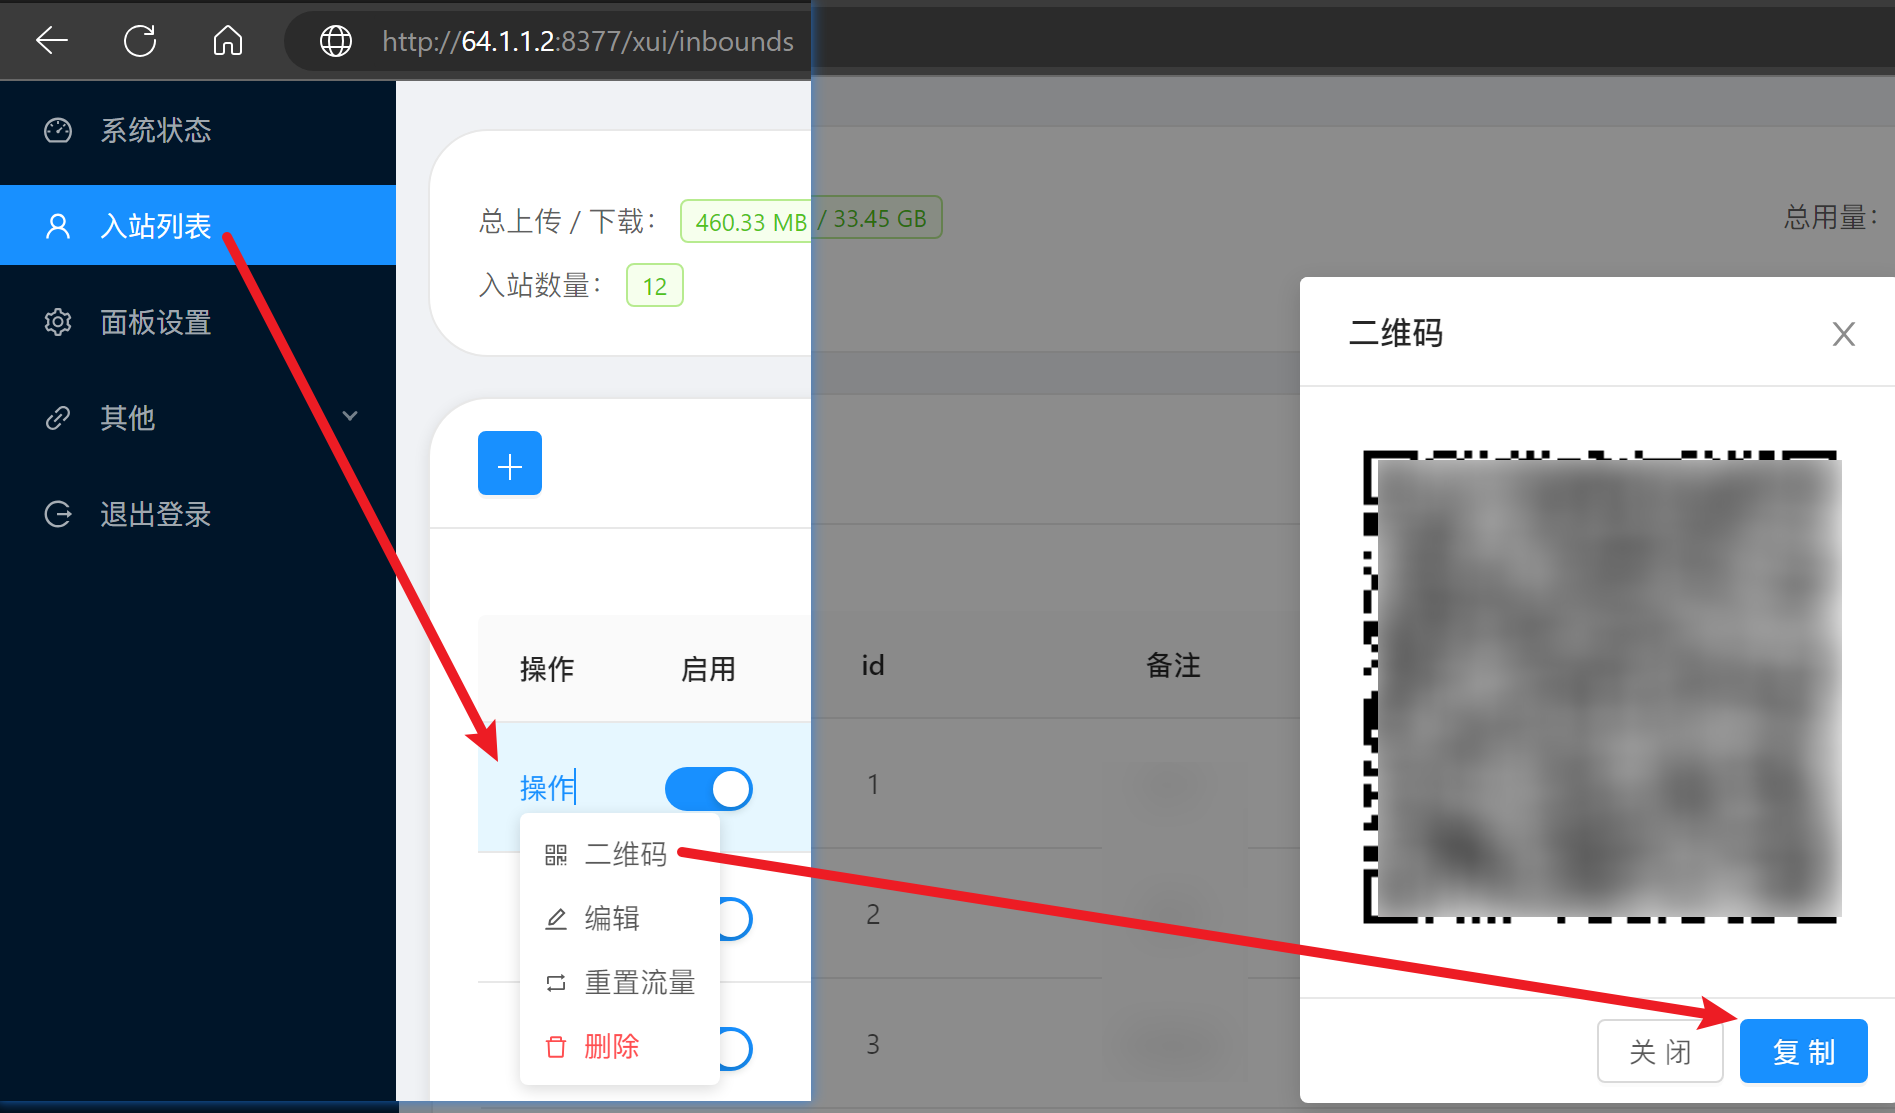 http://64.1.1.2:8377/xui/inbounds
系统状态
入站列表
面板设置
其他
退出登录
总上传 / 下载： 460.33 MB / 33.45 GB
总用量：
入站数量： 12
操作 启用 id 备注
操作 1
二维码
编辑
重置流量
删除
2
3
二维码
X
关 闭 复 制